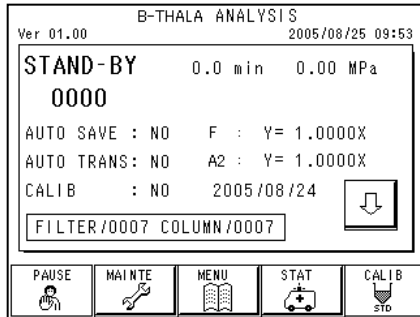 B-THALA ANALYSIS
Ver 01.00 2005/08/25 09:53
STAND-BY 0.0 min 0.00 MPa
0000
AUTO SAVE : NO F : Y= 1.0000X
AUTO TRANS: NO A2 : Y= 1.0000X
CALIB : NO 2005/08/24
FILTER/0007 COLUMN/0007
PAUSE MAINTE MENU STAT CALIB
STD